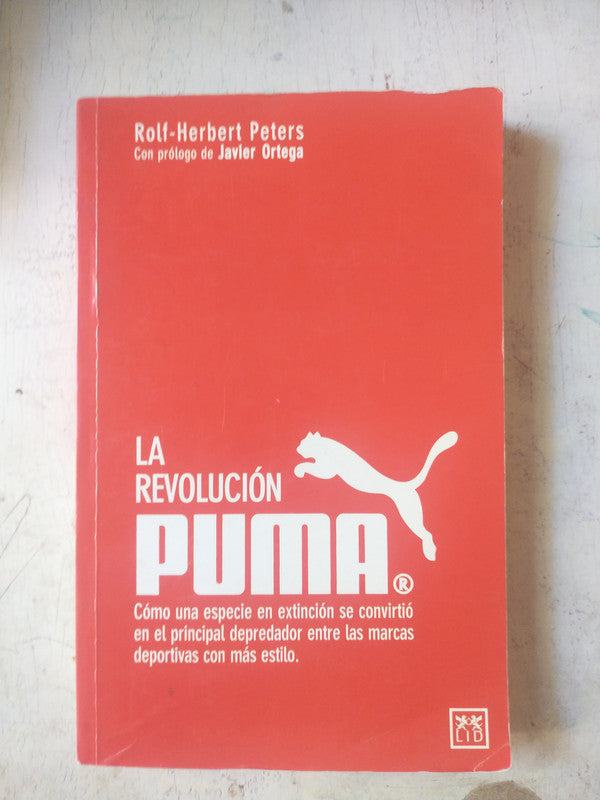 Rolf-Herbert Peters
Con prólogo de Javier Ortega
LA
REVOLUCIÓN
PUMA®
Cómo una especie en extinción se convirtió
en el principal depredador entre las marcas
deportivas con más estilo.
LID